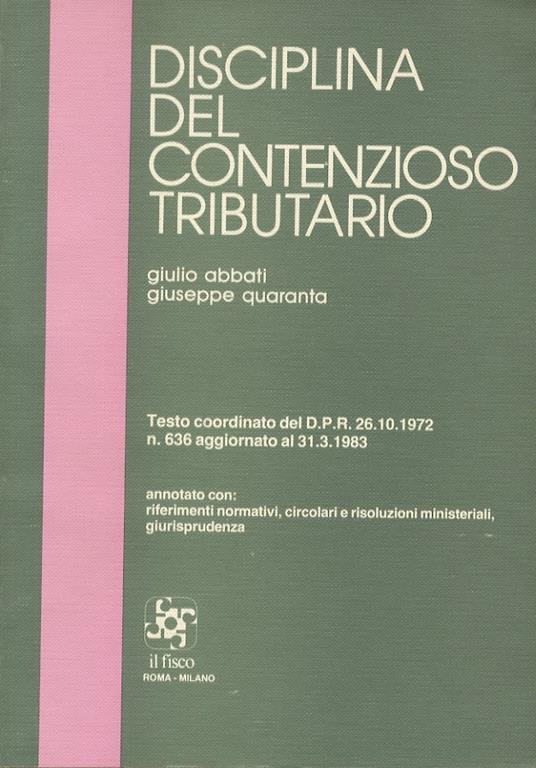 DISCIPLINA
DEL
CONTENZIOSO
TRIBUTARIO
giulio abbati
giuseppe quaranta
Testo coordinato del D.P.R. 26.10.1972
n. 636 aggiornato al 31.3.1983
annotato con:
riferimenti normativi, circolari e risoluzioni ministeriali,
giurisprudenza
il fisco
ROMA - MILANO